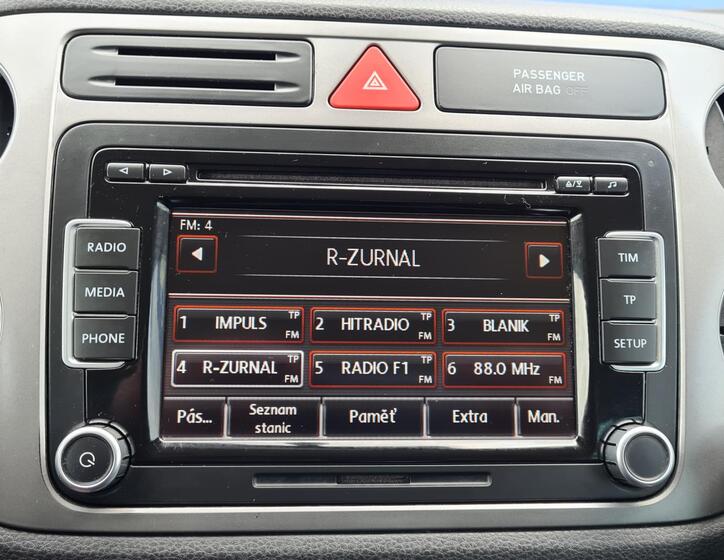 PASSENGER
AIR BAG OFF
RADIO
MEDIA
PHONE
TIM
TP
SETUP
FM: 4
R-ZURNAL
1 IMPULS TP FM
2 HITRADIO TP FM
3 BLANIK TP FM
4 R-ZURNAL TP FM
5 RADIO F1 TP FM
6 88.0 MHz FM
Pás...
Seznam
stanic
Paměť
Extra
Man.